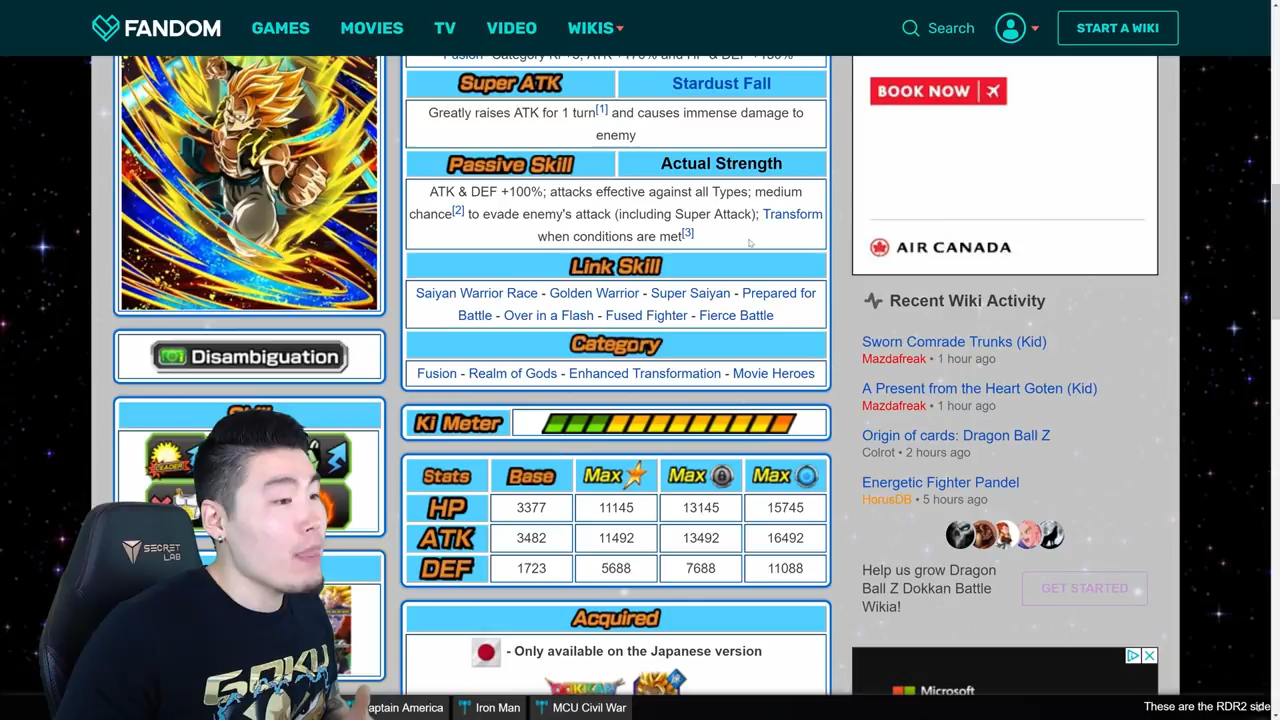 FANDOM GAMES MOVIES TV VIDEO WIKIS Search START A WIKI
Super ATK Stardust Fall
Greatly raises ATK for 1 turn[1] and causes immense damage to
enemy
Passive Skill Actual Strength
ATK & DEF +100%; attacks effective against all Types; medium
chance[2] to evade enemy's attack (including Super Attack); Transform
when conditions are met[3]
Link Skill
Saiyan Warrior Race - Golden Warrior - Super Saiyan - Prepared for
Battle - Over in a Flash - Fused Fighter - Fierce Battle
Category
Fusion - Realm of Gods - Enhanced Transformation - Movie Heroes
Ki Meter
Stats Base Max Max Max
HP 3377 11145 13145 15745
ATK 3482 11492 13492 16492
DEF 1723 5688 7688 11088
Acquired
- Only available on the Japanese version
DOKKAN
Disambiguation
LEADER
SECRET
LAB
GOKU
BOOK NOW
AIR CANADA
Recent Wiki Activity
Sworn Comrade Trunks (Kid)
Mazdafreak • 1 hour ago
A Present from the Heart Goten (Kid)
Mazdafreak • 1 hour ago
Origin of cards: Dragon Ball Z
Colrot • 2 hours ago
Energetic Fighter Pandel
HorusDB • 5 hours ago
Help us grow Dragon
Ball Z Dokkan Battle
Wikia!
GET STARTED
Microsoft
aptain America Iron Man MCU Civil War These are the RDR2 side